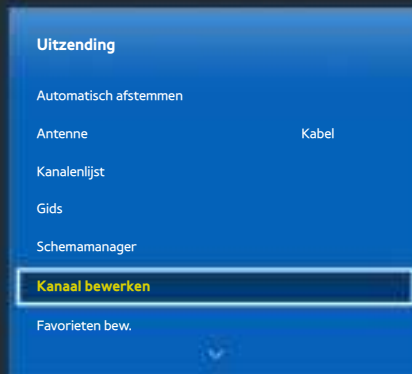 Uitzending
Automatisch afstemmen
Antenne Kabel
Kanalenlijst
Gids
Schemamanager
Kanaal bewerken
Favorieten bew.